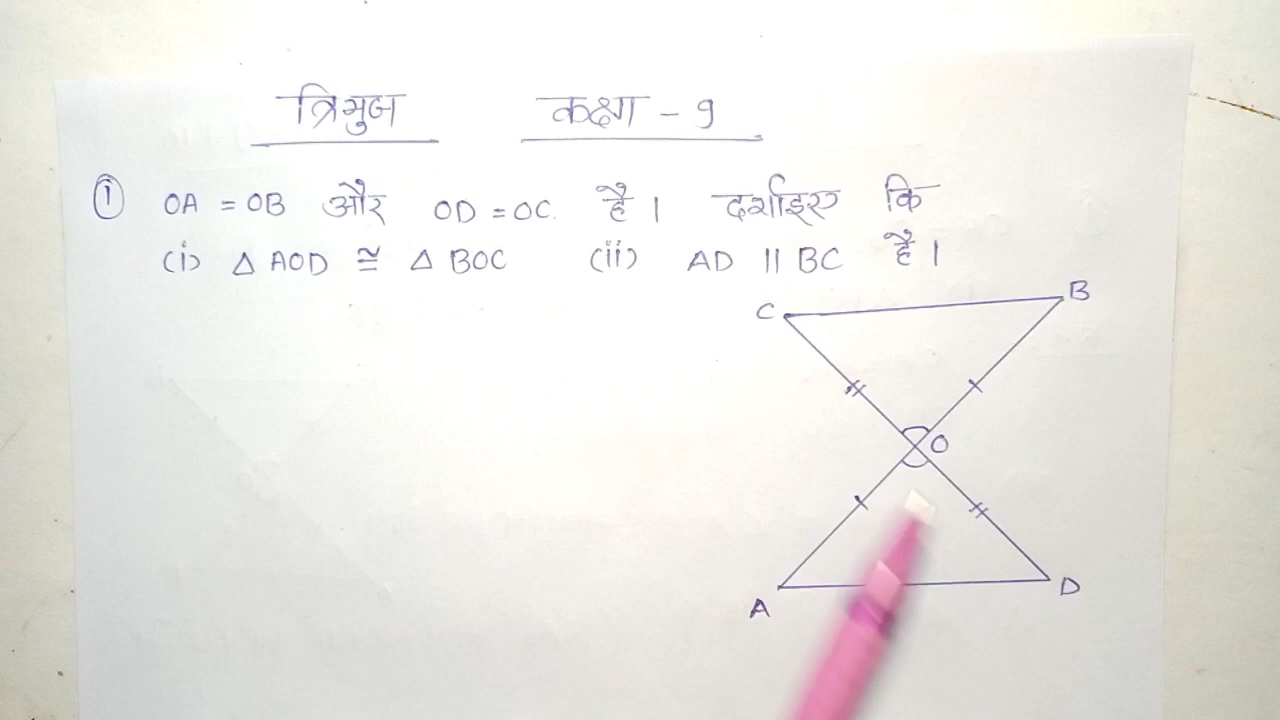 त्रिभुज कक्षा - 9
① OA = OB और OD = OC. है । दर्शाइए कि
(i) △ AOD ≅ △ BOC (ii) AD || BC है ।
C B
O
A D